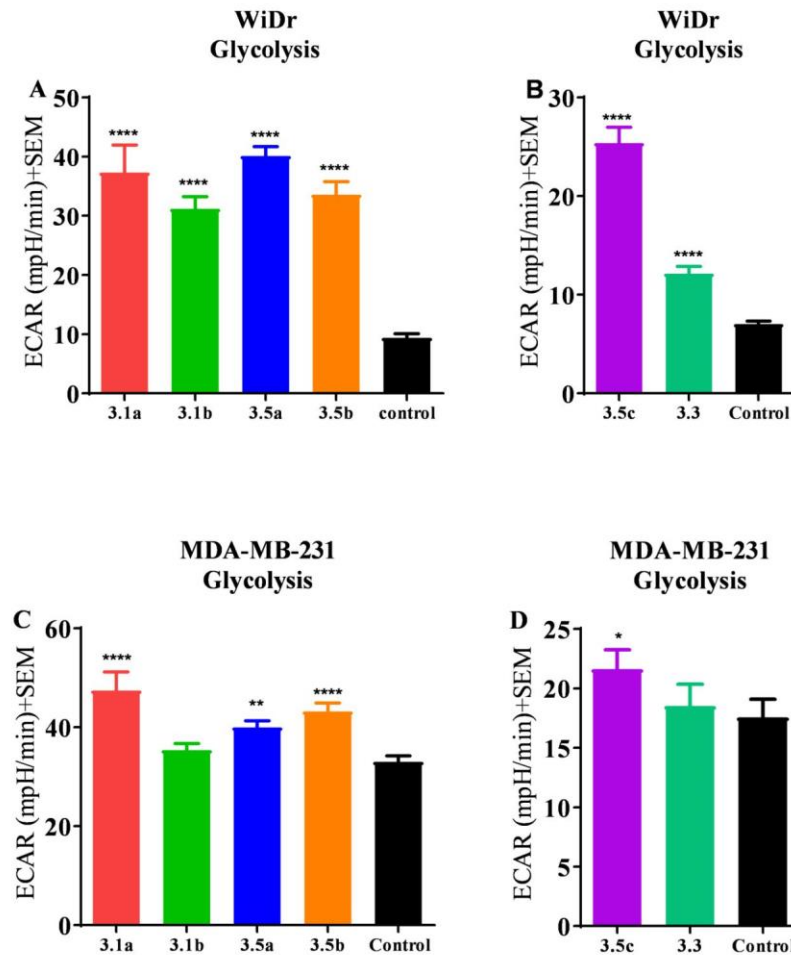 WiDr
Glycolysis
A
ECAR (mpH/min)+SEM
50
40
30
20
10
0
****
****
****
****
3.1a 3.1b 3.5a 3.5b control
WiDr
Glycolysis
B
ECAR (mpH/min)+SEM
30
20
10
0
****
****
3.5c 3.3 Control
MDA-MB-231
Glycolysis
C
ECAR (mpH/min)+SEM
60
40
20
0
****
**
****
3.1a 3.1b 3.5a 3.5b Control
MDA-MB-231
Glycolysis
D
ECAR (mpH/min)+SEM
25
20
15
10
5
0
*
3.5c 3.3 Control